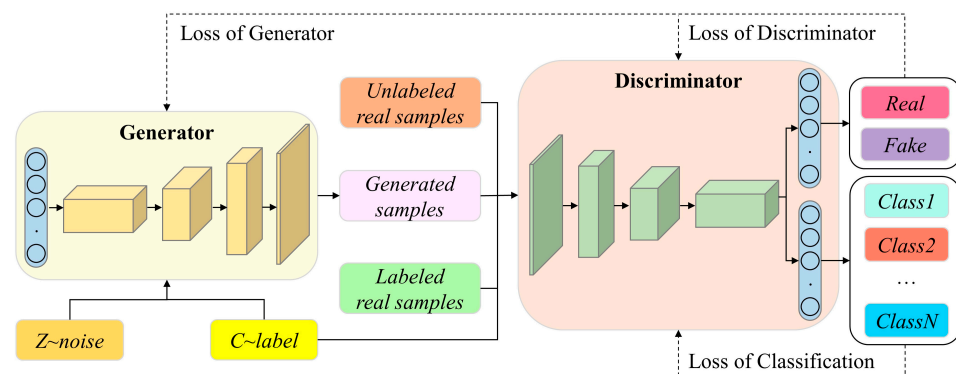 Loss of Generator
Loss of Discriminator
Unlabeled
real samples
Discriminator
Real
Generator
Fake
Generated
samples
Class1
Class2
...
Labeled
real samples
ClassN
Z~noise
C~label
Loss of Classification